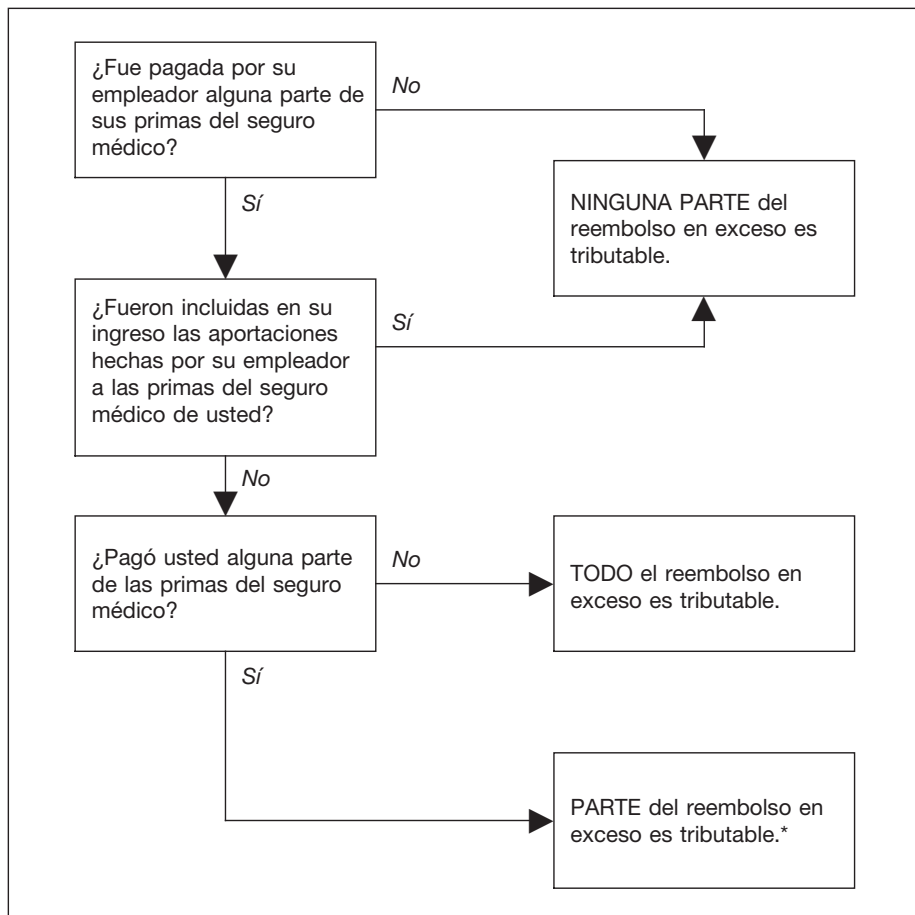 ¿Fue pagada por su
empleador alguna parte de
sus primas del seguro
médico?
No
Sí
NINGUNA PARTE del
reembolso en exceso es
tributable.
¿Fueron incluidas en su
ingreso las aportaciones
hechas por su empleador
a las primas del seguro
médico de usted?
Sí
No
¿Pagó usted alguna parte
de las primas del seguro
médico?
No
TODO el reembolso en
exceso es tributable.
Sí
PARTE del reembolso en
exceso es tributable.*